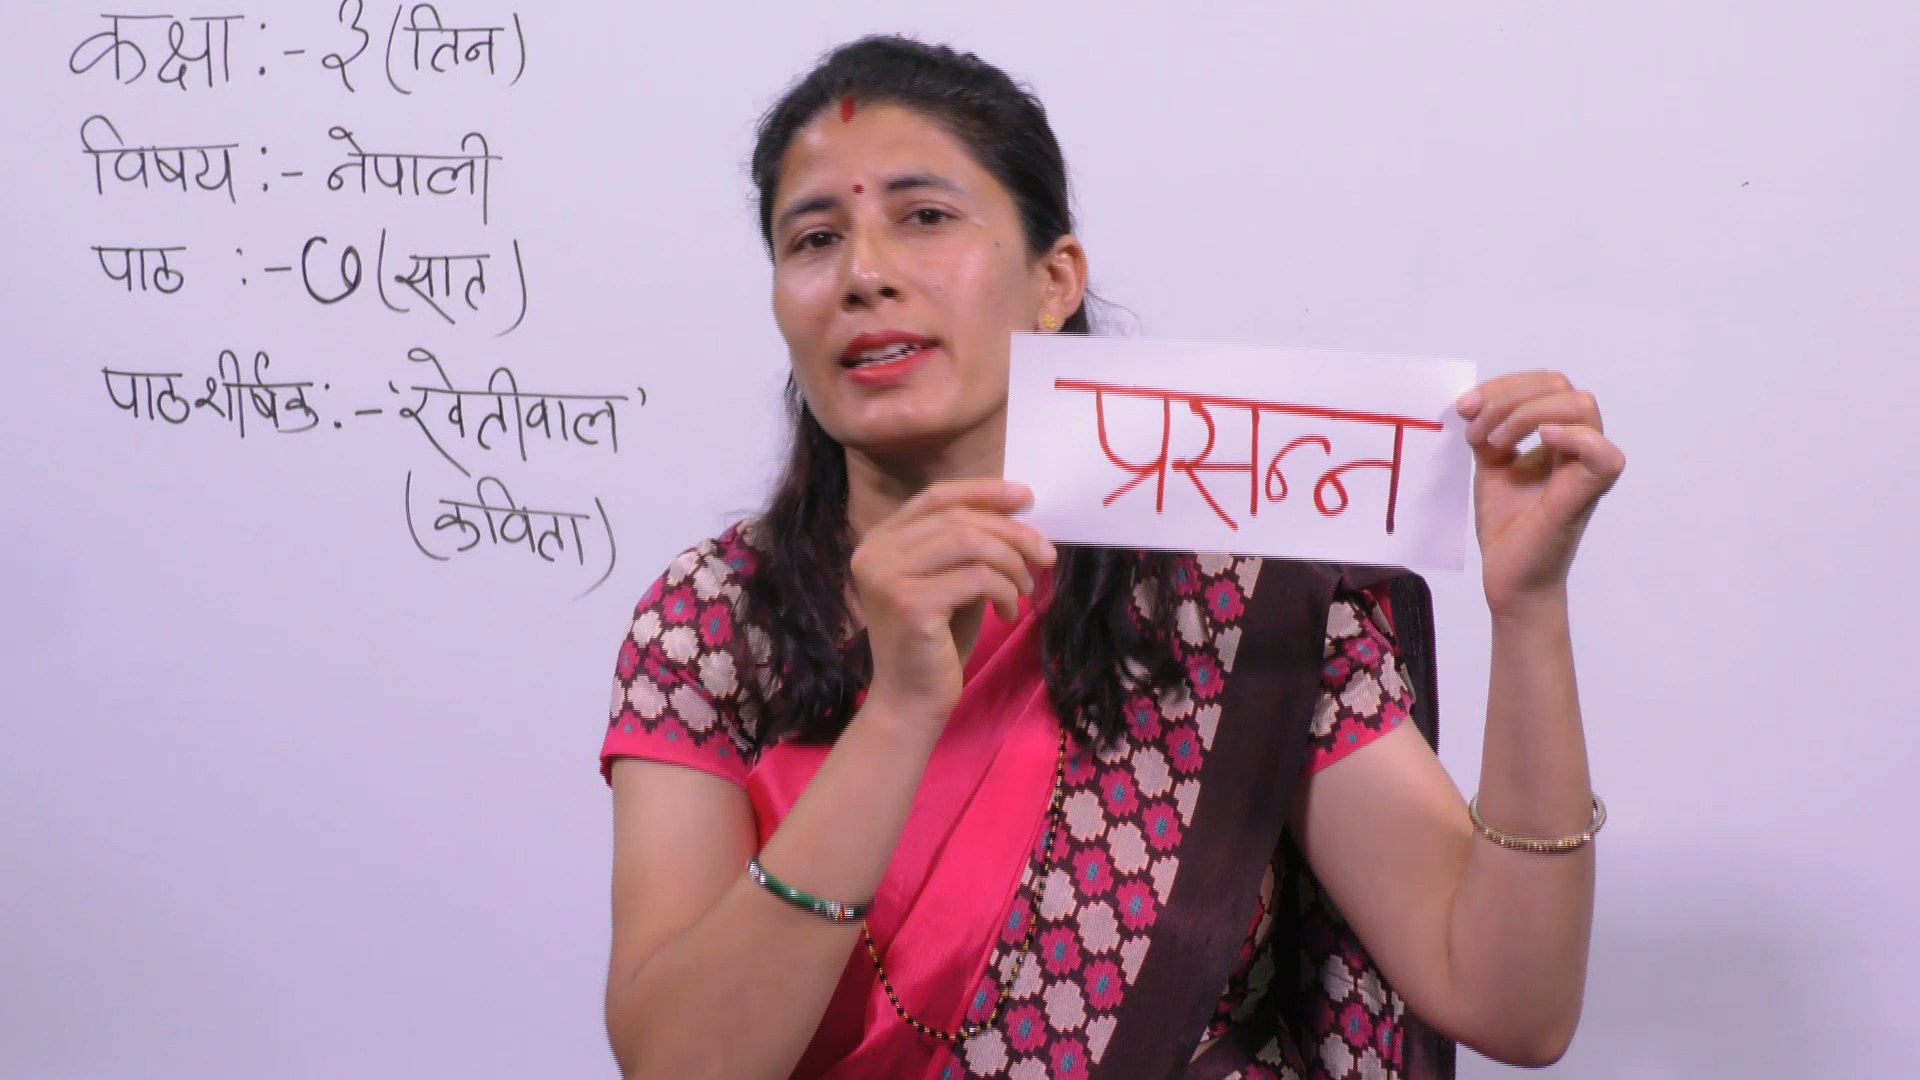 कक्षा :- ३ (तिन)
विषय :- नेपाली
पाठ :- ७ (सात)
पाठशीर्षक :- 'खेतीवाल'
(कविता)
प्रसन्न